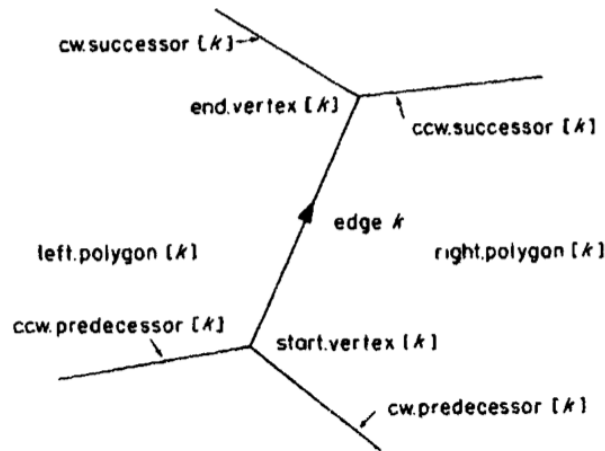 cw.successor [k]
end.vertex [k]
ccw.successor [k]
edge k
left.polygon [k]
right.polygon [k]
ccw.predecessor [k]
start.vertex [k]
cw.predecessor [k]